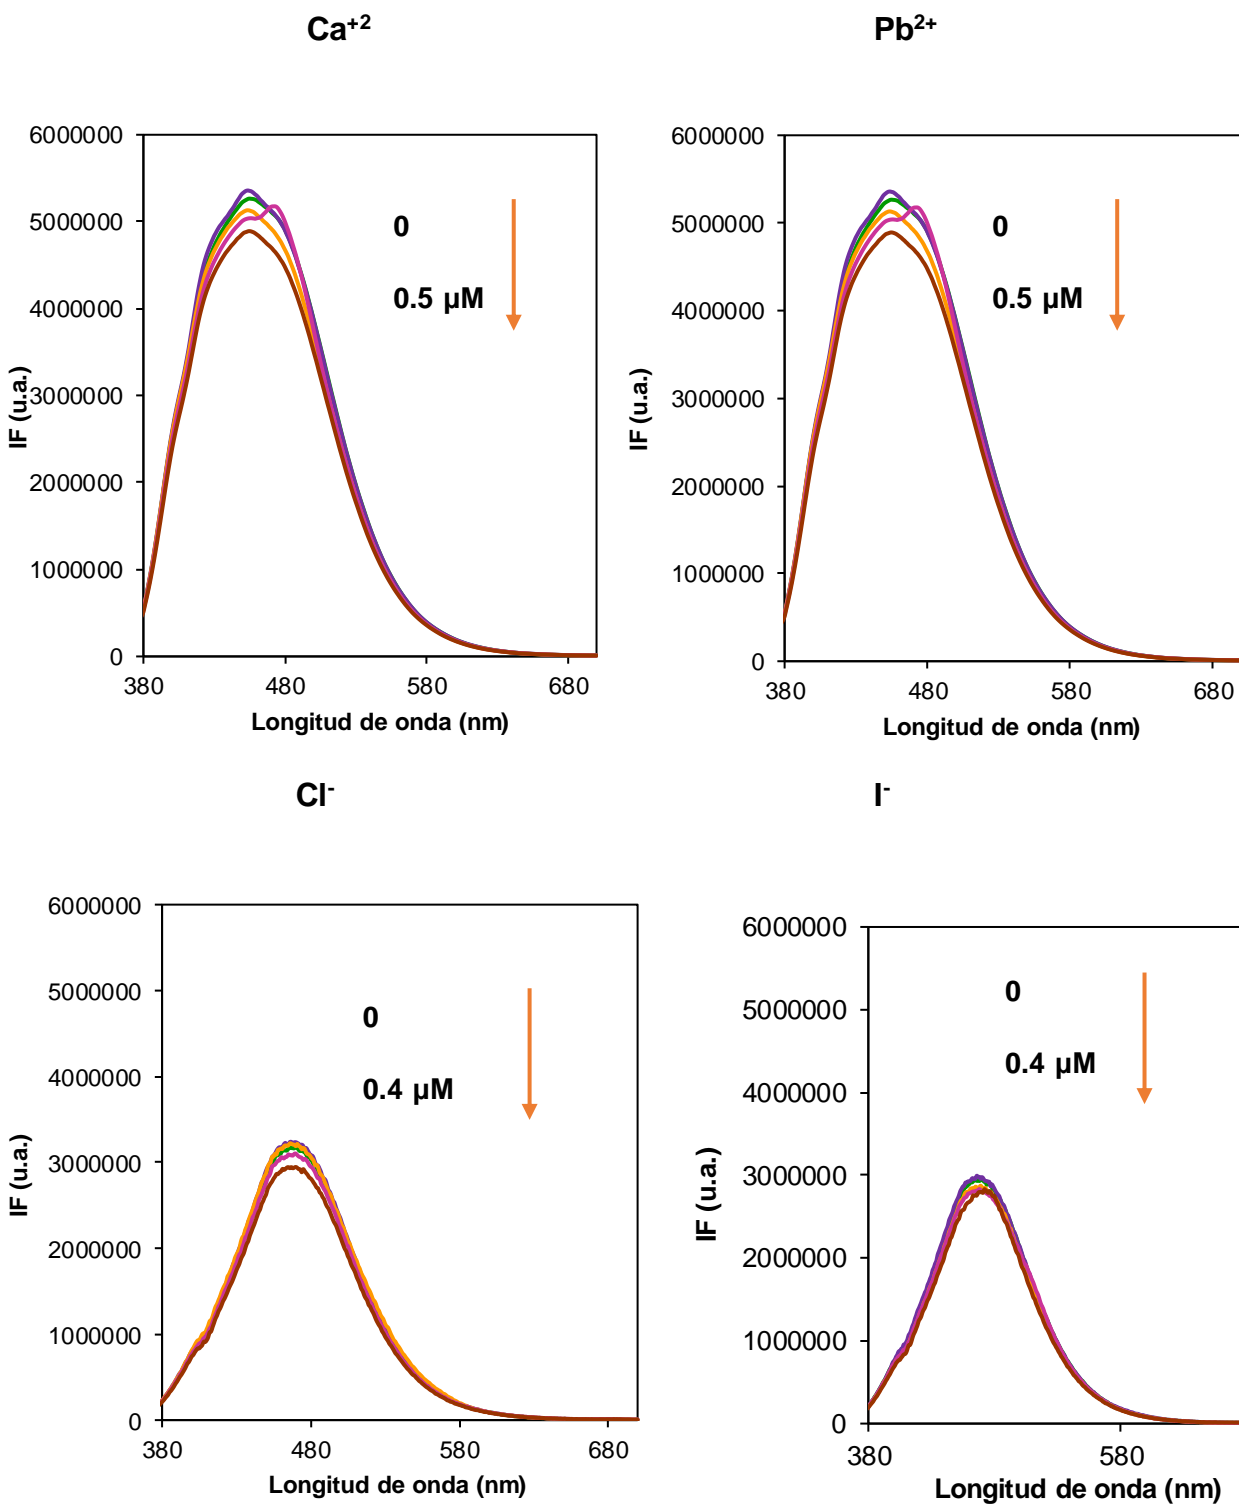 Ca⁺²
6000000
5000000
4000000
3000000
2000000
1000000
0
IF (u.a.)
0
0.5 µM
380 480 580 680
Longitud de onda (nm)
Pb²⁺
6000000
5000000
4000000
3000000
2000000
1000000
0
IF (u.a.)
0
0.5 µM
380 480 580 680
Longitud de onda (nm)
Cl⁻
6000000
5000000
4000000
3000000
2000000
1000000
0
IF (u.a.)
0
0.4 µM
380 480 580 680
Longitud de onda (nm)
I⁻
6000000
5000000
4000000
3000000
2000000
1000000
0
IF (u.a.)
0
0.4 µM
380 580
Longitud de onda (nm)